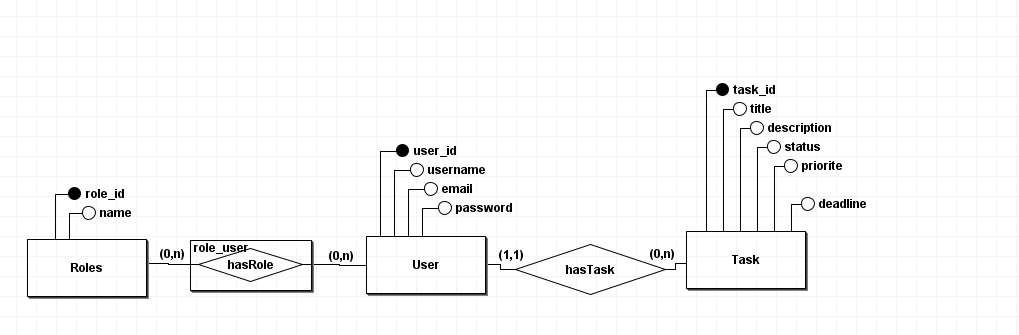 task_id
title
description
status
priorite
deadline
user_id
username
email
password
role_id
name
Roles
(0,n)
role_user
hasRole
(0,n)
User
(1,1)
hasTask
(0,n)
Task